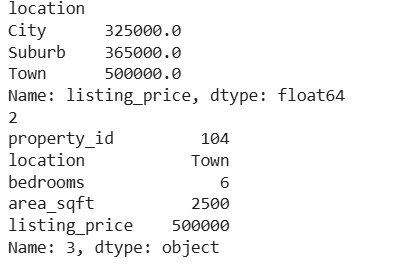 location
City      325000.0
Suburb    365000.0
Town      500000.0
Name: listing_price, dtype: float64
2
property_id         104
location           Town
bedrooms              6
area_sqft          2500
listing_price    500000
Name: 3, dtype: object